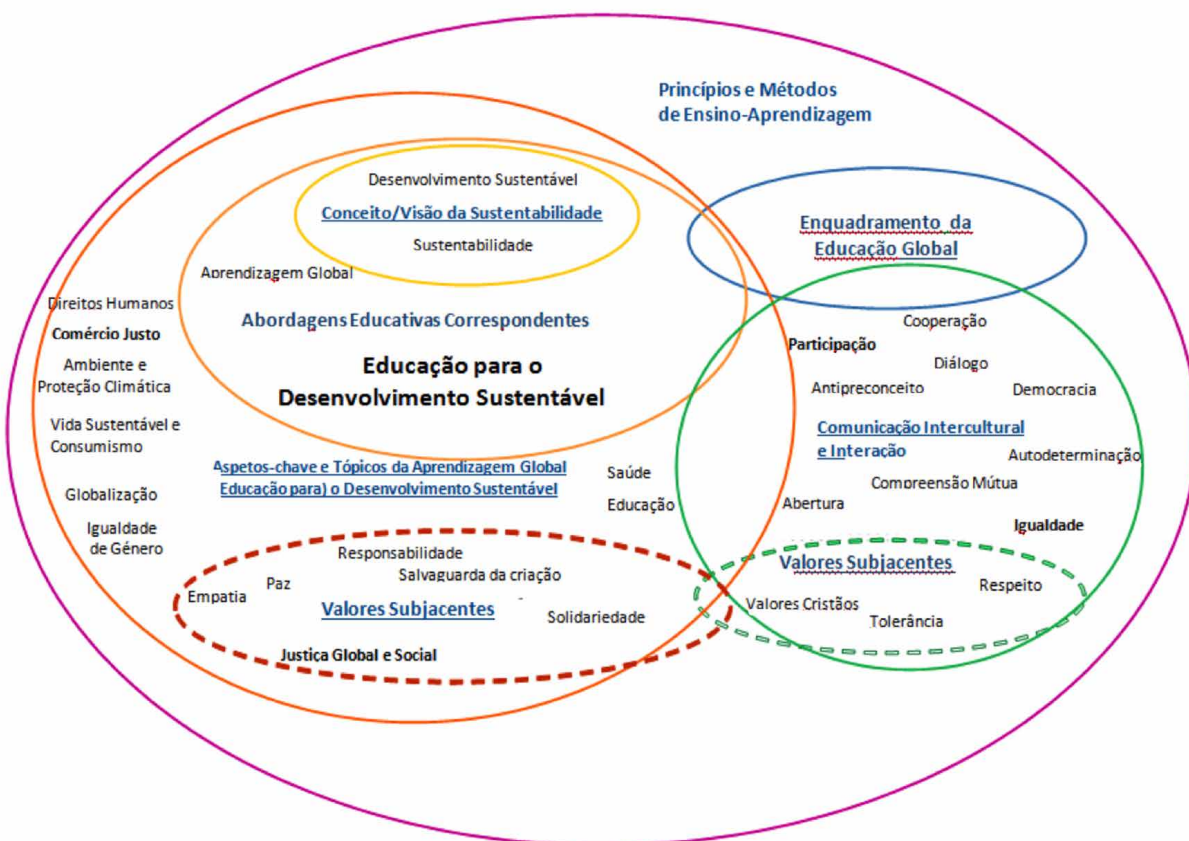 Princípios e Métodos
de Ensino-Aprendizagem
Desenvolvimento Sustentável
Conceito/Visão da Sustentabilidade
Sustentabilidade
Enquadramento da
Educação Global
Aprendizagem Global
Direitos Humanos
Abordagens Educativas Correspondentes
Comércio Justo
Ambiente e
Proteção Climática
Educação para o
Desenvolvimento Sustentável
Vida Sustentável e
Consumismo
Cooperação
Participação
Diálogo
Antipreconceito
Democracia
Comunicação Intercultural
e Interação
Autodeterminação
Compreensão Mútua
Abertura
Igualdade
Aspetos-chave e Tópicos da Aprendizagem Global
Educação para) o Desenvolvimento Sustentável
Saúde
Educação
Globalização
Igualdade
de Género
Responsabilidade
Salvaguarda da criação
Paz
Empatia
Valores Subjacentes
Solidariedade
Justiça Global e Social
Valores Subjacentes
Respeito
Valores Cristãos
Tolerância